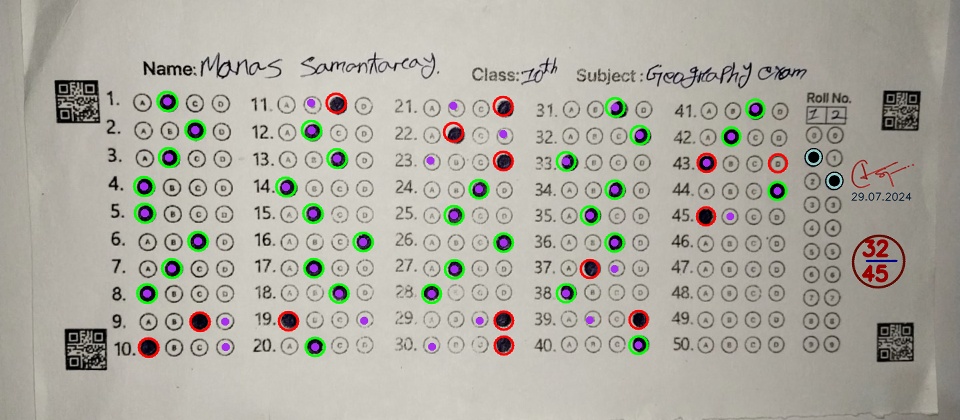 Name: Manas Samantaray.
Class: 10th Subject: Geography exam
Roll No.
1 2
1. A C D 11. A D 21. A C 31. A B D 41. A B D
2. A B D 12. A C D 22. A C 32. A B C 42. A C D 0 0
3. A C D 13. A B D 23. B C 33. B C D 43. B C D 1
4. B C D 14. B C D 24. A B D 34. A B D 44. A B C 2
5. B C D 15. A C D 25. A C D 35. A C D 45. C D 3 3
6. A B D 16. A B C 26. A B C 36. A B D 46. A B C D 4 4
7. A C D 17. A C D 27. A C D 37. A D 47. A B C D 5 5
8. B C D 18. A B D 28. B C D 38 B C D 48. A B C D 6 6
9. A B 19. B C 29. A B 39. A C 49. A B C D 7 7
10. B C 20. A C D 30. B C 40. A B C 50. A B C D 8 8
9 9
29.07.2024
32
45